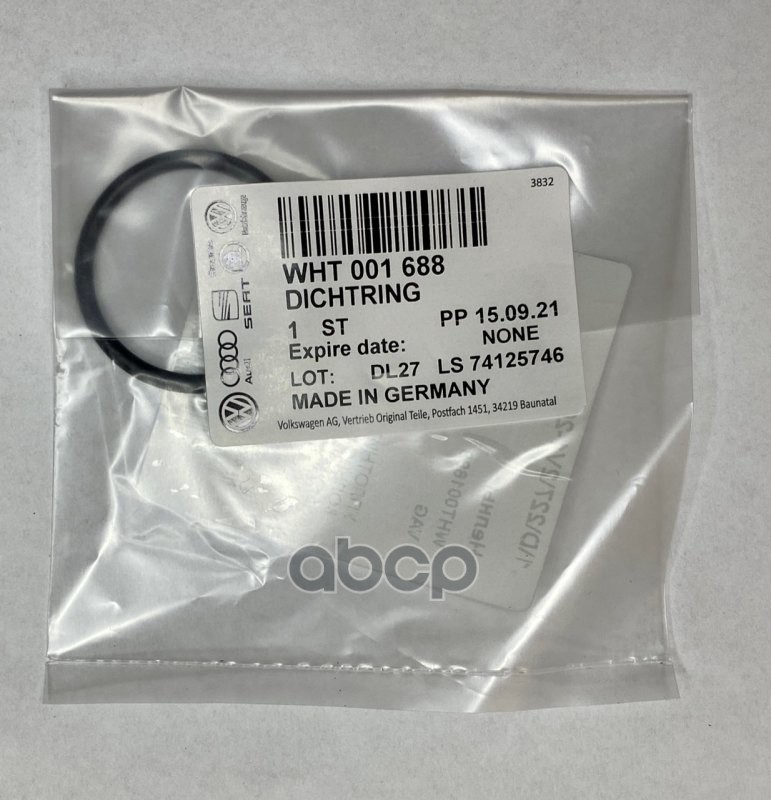 3832
WHT 001 688
DICHTRING
1 ST PP 15.09.21
Expire date: NONE
LOT: DL27 LS 74125746
MADE IN GERMANY
Volkswagen AG, Vertrieb Original Teile, Postfach 1451, 34219 Baunatal
SEAT
Audi
VAG
abcp